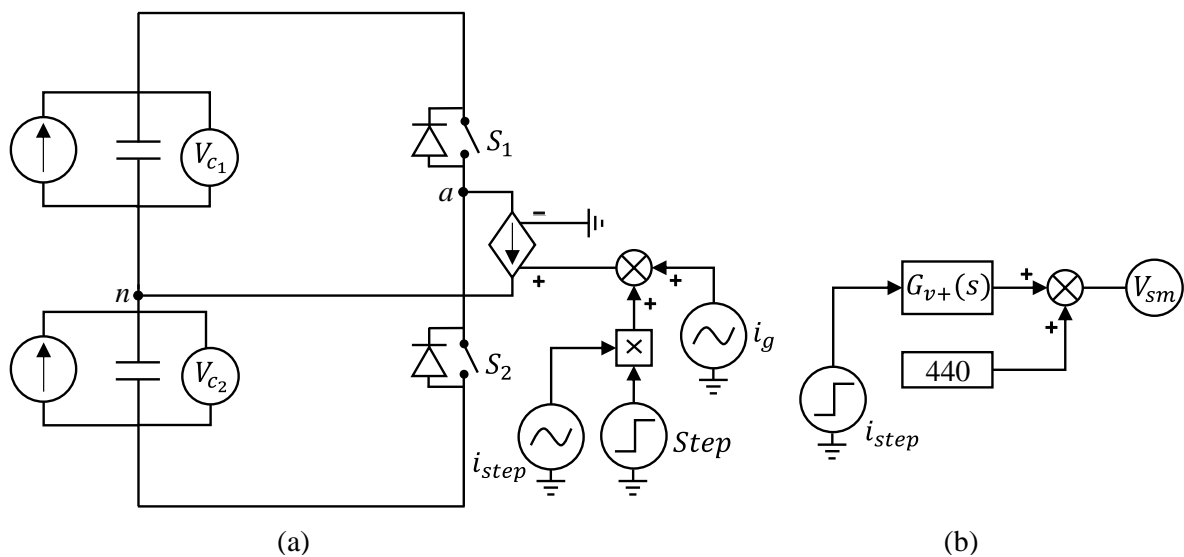 V_{c_1}
S_1
a
−
n
+
+
+
i_g
V_{c_2}
S_2
×
i_{step}
Step
(a)
G_{v+}(s)
+
V_{sm}
+
440
i_{step}
(b)